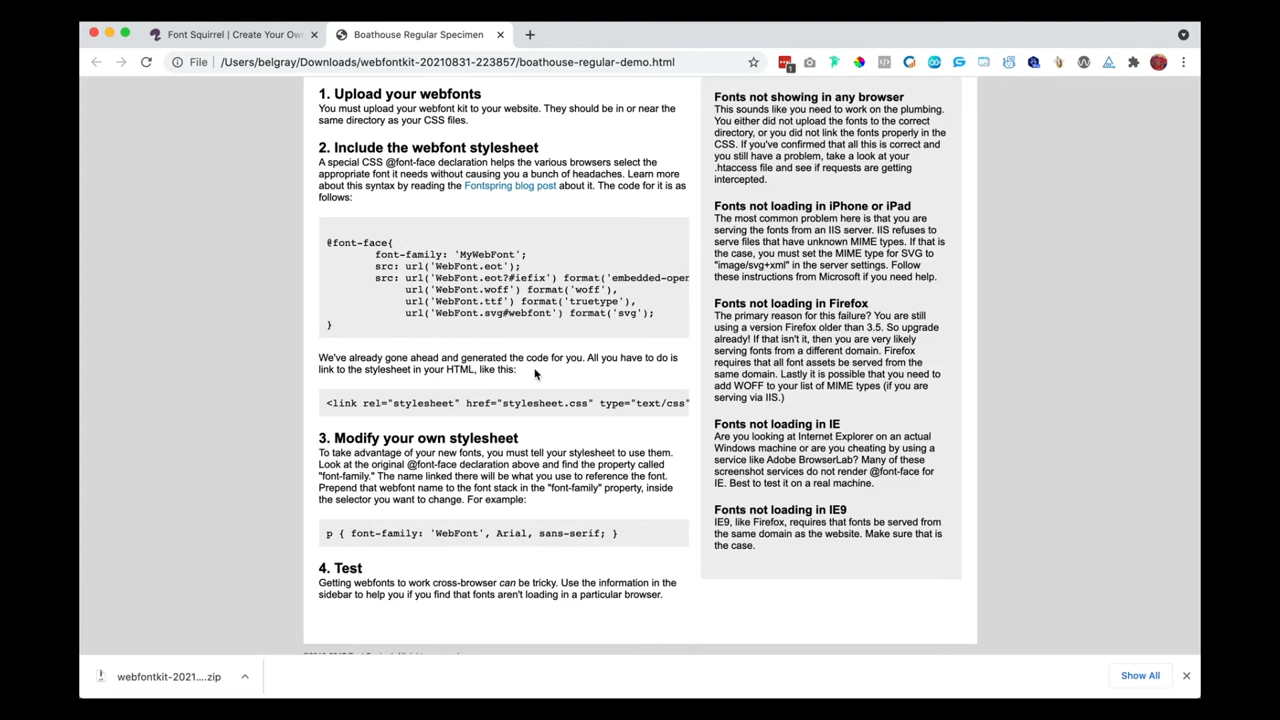 Font Squirrel | Create Your Own
Boathouse Regular Specimen
File
/Users/belgray/Downloads/webfontkit-20210831-223857/boathouse-regular-demo.html
1
1. Upload your webfonts
You must upload your webfont kit to your website. They should be in or near the
same directory as your CSS files.
2. Include the webfont stylesheet
A special CSS @font-face declaration helps the various browsers select the
appropriate font it needs without causing you a bunch of headaches. Learn more
about this syntax by reading the Fontspring blog post about it. The code for it is as
follows:
@font-face{
font-family: 'MyWebFont';
src: url('WebFont.eot');
src: url('WebFont.eot?#iefix') format('embedded-open
url('WebFont.woff') format('woff'),
url('WebFont.ttf') format('truetype'),
url('WebFont.svg#webfont') format('svg');
}
We've already gone ahead and generated the code for you. All you have to do is
link to the stylesheet in your HTML, like this:
<link rel="stylesheet" href="stylesheet.css" type="text/css"
3. Modify your own stylesheet
To take advantage of your new fonts, you must tell your stylesheet to use them.
Look at the original @font-face declaration above and find the property called
"font-family." The name linked there will be what you use to reference the font.
Prepend that webfont name to the font stack in the "font-family" property, inside
the selector you want to change. For example:
p { font-family: 'WebFont', Arial, sans-serif; }
4. Test
Getting webfonts to work cross-browser can be tricky. Use the information in the
sidebar to help you if you find that fonts aren't loading in a particular browser.
Fonts not showing in any browser
This sounds like you need to work on the plumbing.
You either did not upload the fonts to the correct
directory, or you did not link the fonts properly in the
CSS. If you've confirmed that all this is correct and
you still have a problem, take a look at your
.htaccess file and see if requests are getting
intercepted.
Fonts not loading in iPhone or iPad
The most common problem here is that you are
serving the fonts from an IIS server. IIS refuses to
serve files that have unknown MIME types. If that is
the case, you must set the MIME type for SVG to
"image/svg+xml" in the server settings. Follow
these instructions from Microsoft if you need help.
Fonts not loading in Firefox
The primary reason for this failure? You are still
using a version Firefox older than 3.5. So upgrade
already! If that isn't it, then you are very likely
serving fonts from a different domain. Firefox
requires that all font assets be served from the
same domain. Lastly it is possible that you need to
add WOFF to your list of MIME types (if you are
serving via IIS.)
Fonts not loading in IE
Are you looking at Internet Explorer on an actual
Windows machine or are you cheating by using a
service like Adobe BrowserLab? Many of these
screenshot services do not render @font-face for
IE. Best to test it on a real machine.
Fonts not loading in IE9
IE9, like Firefox, requires that fonts be served from
the same domain as the website. Make sure that is
the case.
webfontkit-2021....zip
Show All